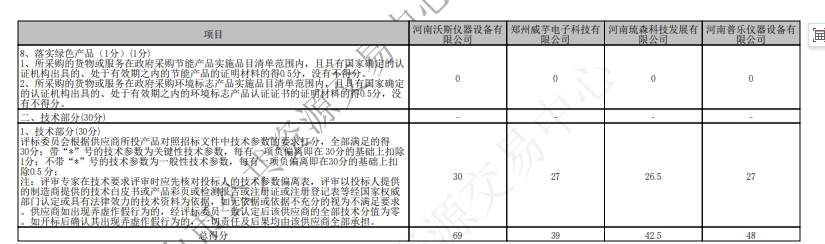 项目 河南沃斯仪器设备有限公司 郑州威芋电子科技有限公司 河南琉森科技发展有限公司 河南普乐仪器设备有限公司
8、落实绿色产品（1分）(1分)
1、所采购的货物或服务在政府采购节能产品实施品目清单范围内，且具有国家确定的认
证机构出具的、处于有效期之内的节能产品的证明材料的得0.5分，没有不得分。
2、所采购的货物或服务在政府采购环境标志产品实施品目清单范围内，且具有国家确定
的认证机构出具的、处于有效期之内的环境标志产品认证证书的证明材料的得0.5分，没
有不得分。
0 0 0 0
二、技术部分(30分) - - - -
1、技术部分(30分)
评标委员会根据供应商所投产品对照招标文件中技术参数的要求打分，全部满足的得
30分；带“*”号的技术参数为关键性技术参数，每有一项负偏离即在30分的基础上扣除
1分；不带“*”号的技术参数为一般性技术参数，每有一项负偏离即在30分的基础上扣
除0.5分；
注：评审专家在技术要求评审时应先核对投标人的技术参数偏离表，评审以投标人提供
的制造商提供的技术白皮书或产品彩页或检测报告或注册证或注册登记表等经国家权威
部门认定或具有法律效力的技术资料为依据，如无依据或依据不充分的视为不满足要求
。供应商如出现弄虚作假行为的，经评标委员一致认定后该供应商的全部技术分值为零
。如开标后确认其出现弄虚作假行为的，一切责任及后果均由该供应商全部承担。
30 27 26.5 27
总得分 69 39 42.5 48